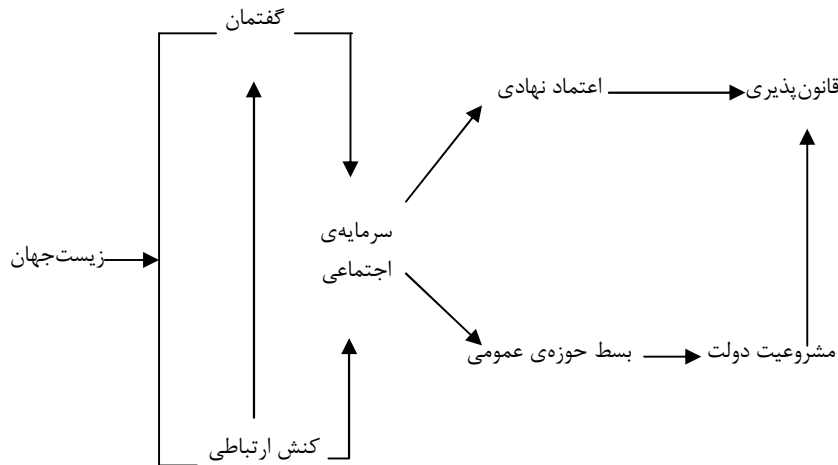 گفتمان
اعتماد نهادی
قانون‌پذیری
سرمایه‌ی
اجتماعی
زیست‌جهان
بسط حوزه‌ی عمومی
مشروعیت دولت
کنش ارتباطی